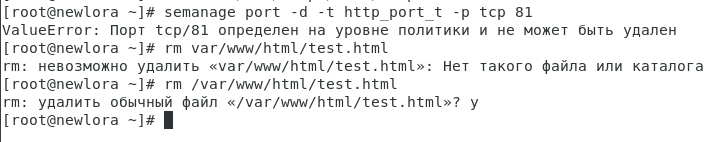 [root@newlora ~]# semanage port -d -t http_port_t -p tcp 81
ValueError: Порт tcp/81 определен на уровне политики и не может быть удален
[root@newlora ~]# rm var/www/html/test.html
rm: невозможно удалить «var/www/html/test.html»: Нет такого файла или каталога
[root@newlora ~]# rm /var/www/html/test.html
rm: удалить обычный файл «/var/www/html/test.html»? y
[root@newlora ~]#